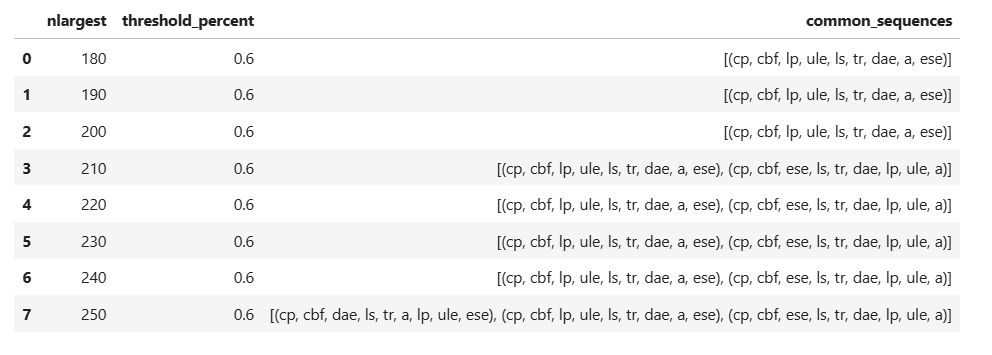 nlargest threshold_percent common_sequences
0 180 0.6 [(cp, cbf, lp, ule, ls, tr, dae, a, ese)]
1 190 0.6 [(cp, cbf, lp, ule, ls, tr, dae, a, ese)]
2 200 0.6 [(cp, cbf, lp, ule, ls, tr, dae, a, ese)]
3 210 0.6 [(cp, cbf, lp, ule, ls, tr, dae, a, ese), (cp, cbf, ese, ls, tr, dae, lp, ule, a)]
4 220 0.6 [(cp, cbf, lp, ule, ls, tr, dae, a, ese), (cp, cbf, ese, ls, tr, dae, lp, ule, a)]
5 230 0.6 [(cp, cbf, lp, ule, ls, tr, dae, a, ese), (cp, cbf, ese, ls, tr, dae, lp, ule, a)]
6 240 0.6 [(cp, cbf, lp, ule, ls, tr, dae, a, ese), (cp, cbf, ese, ls, tr, dae, lp, ule, a)]
7 250 0.6 [(cp, cbf, dae, ls, tr, a, lp, ule, ese), (cp, cbf, lp, ule, ls, tr, dae, a, ese), (cp, cbf, ese, ls, tr, dae, lp, ule, a)]